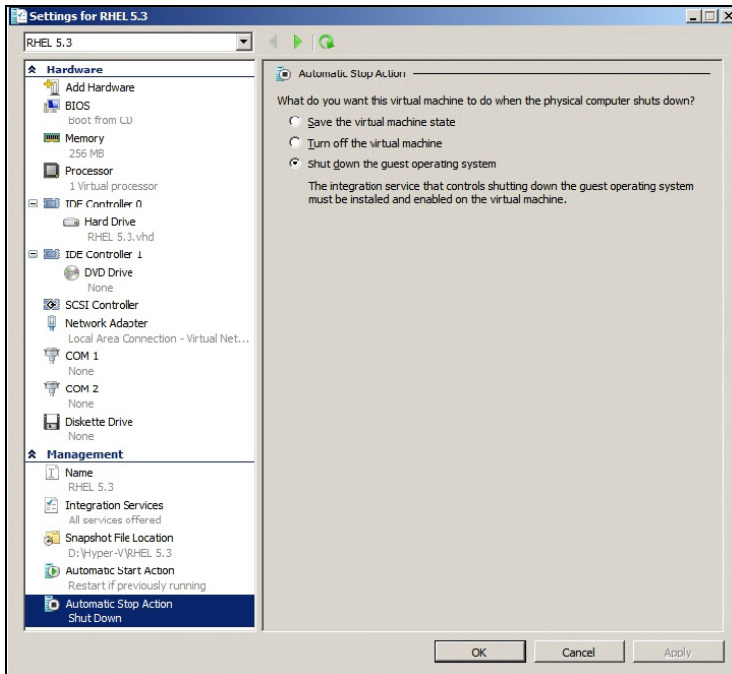 Settings for RHEL 5.3
RHEL 5.3
Hardware
Add Hardware
BIOS
Boot from CD
Memory
256 MB
Processor
1 Virtual processor
IDE Controller 0
Hard Drive
RHEL 5.3.vhd
IDE Controller 1
DVD Drive
None
SCSI Controller
Network Adapter
Local Area Connection - Virtual Net...
COM 1
None
COM 2
None
Diskette Drive
None
Management
Name
RHEL 5.3
Integration Services
All services offered
Snapshot File Location
D:\Hyper-V\RHEL 5.3
Automatic Start Action
Restart if previously running
Automatic Stop Action
Shut Down
Automatic Stop Action
What do you want this virtual machine to do when the physical computer shuts down?
Save the virtual machine state
Turn off the virtual machine
Shut down the guest operating system
The integration service that controls shutting down the guest operating system
must be installed and enabled on the virtual machine.
OK
Cancel
Apply